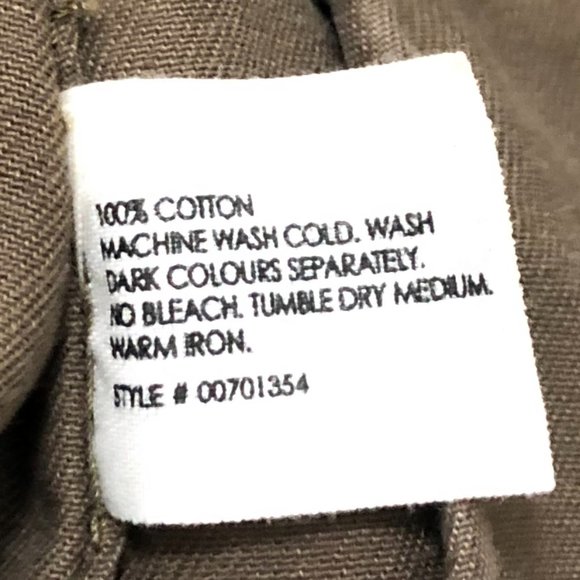 100% COTTON
MACHINE WASH COLD. WASH
DARK COLOURS SEPARATELY.
NO BLEACH. TUMBLE DRY MEDIUM.
WARM IRON.
STYLE # 00701354